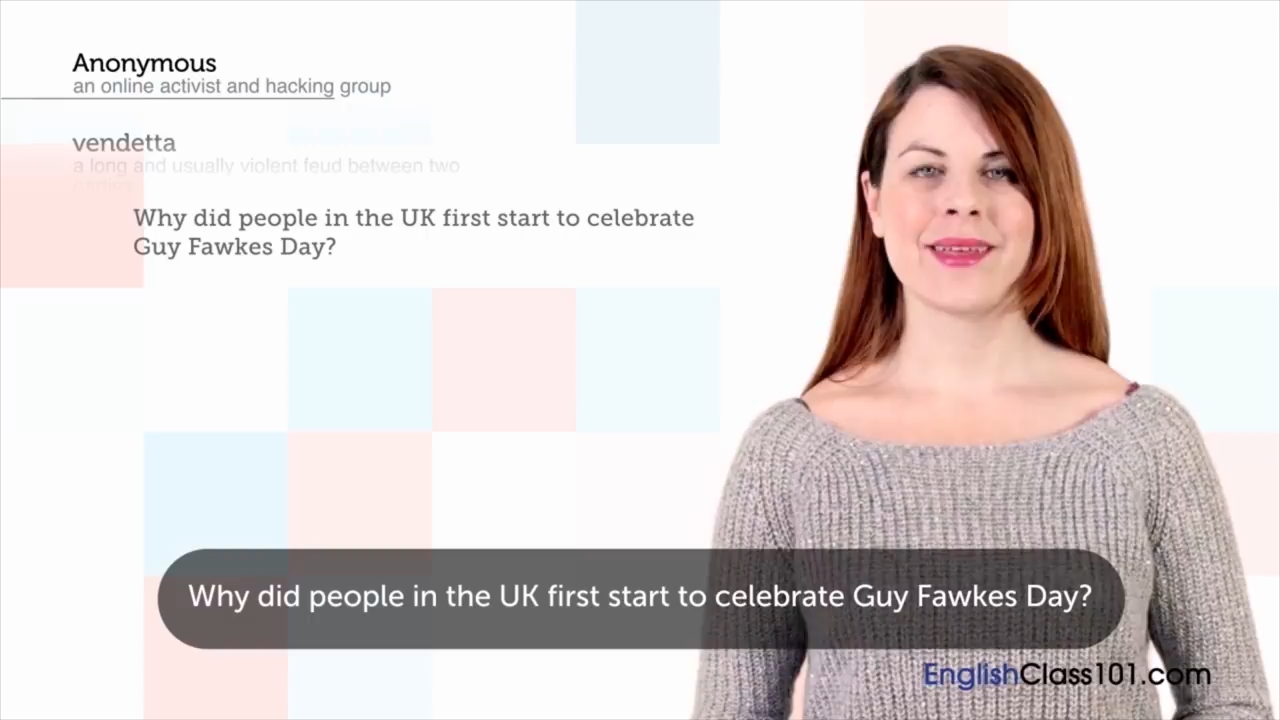 Anonymous
an online activist and hacking group
vendetta
a long and usually violent feud between two
parties
Why did people in the UK first start to celebrate
Guy Fawkes Day?
Why did people in the UK first start to celebrate Guy Fawkes Day?
EnglishClass101.com